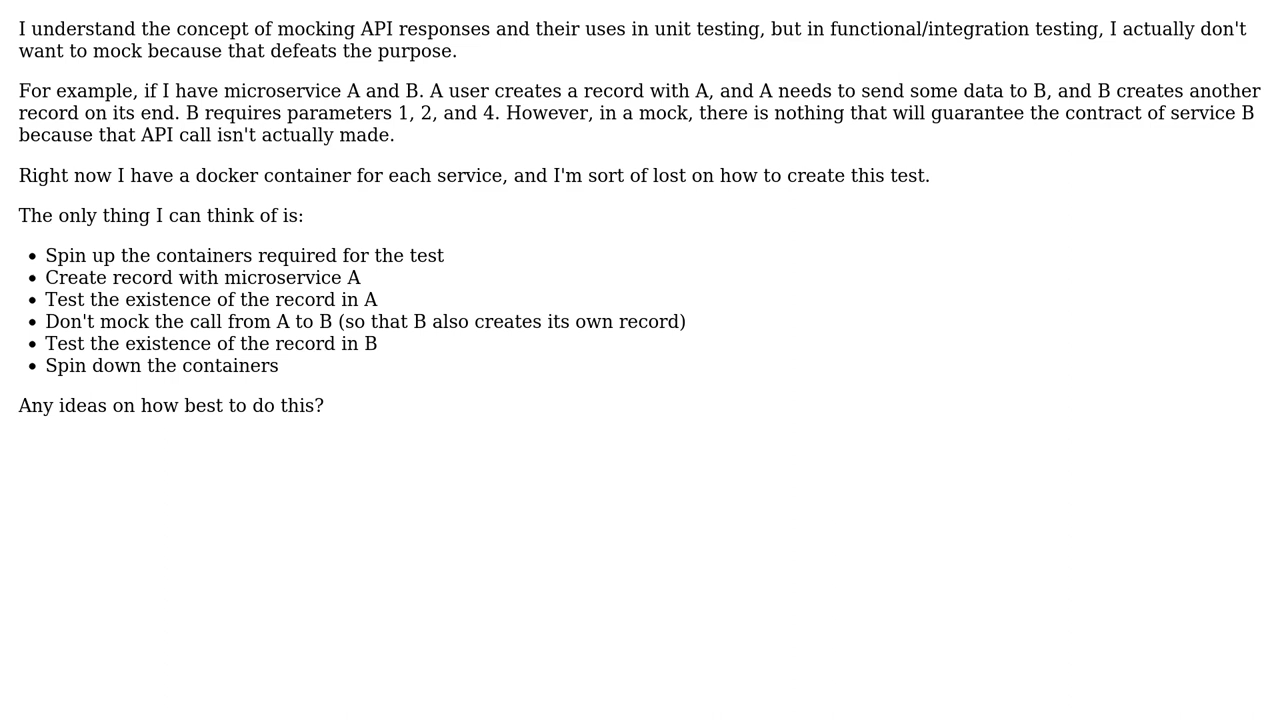 I understand the concept of mocking API responses and their uses in unit testing, but in functional/integration testing, I actually don't
want to mock because that defeats the purpose.
For example, if I have microservice A and B. A user creates a record with A, and A needs to send some data to B, and B creates another
record on its end. B requires parameters 1, 2, and 4. However, in a mock, there is nothing that will guarantee the contract of service B
because that API call isn't actually made.
Right now I have a docker container for each service, and I'm sort of lost on how to create this test.
The only thing I can think of is:
• Spin up the containers required for the test
• Create record with microservice A
• Test the existence of the record in A
• Don't mock the call from A to B (so that B also creates its own record)
• Test the existence of the record in B
• Spin down the containers
Any ideas on how best to do this?